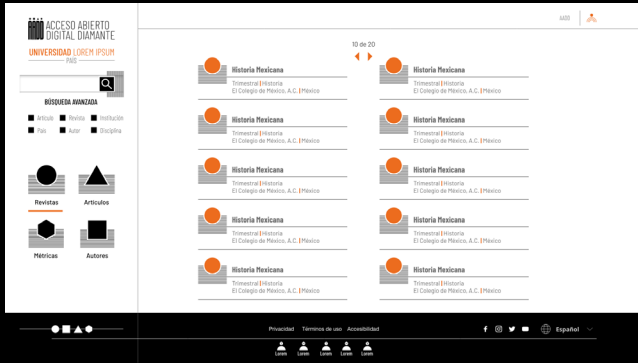 ACCESO ABIERTO
DIGITAL DIAMANTE
UNIVERSIDAD LOREM IPSUM
PAÍS
BÚSQUEDA AVANZADA
Artículo Revista Institución
País Autor Disciplina
Revistas Artículos
Métricas Autores
AADD
10 de 20
Historia Mexicana
Trimestral | Historia
El Colegio de México, A.C. | México
Historia Mexicana
Trimestral | Historia
El Colegio de México, A.C. | México
Historia Mexicana
Trimestral | Historia
El Colegio de México, A.C. | México
Historia Mexicana
Trimestral | Historia
El Colegio de México, A.C. | México
Historia Mexicana
Trimestral | Historia
El Colegio de México, A.C. | México
Historia Mexicana
Trimestral | Historia
El Colegio de México, A.C. | México
Historia Mexicana
Trimestral | Historia
El Colegio de México, A.C. | México
Historia Mexicana
Trimestral | Historia
El Colegio de México, A.C. | México
Historia Mexicana
Trimestral | Historia
El Colegio de México, A.C. | México
Historia Mexicana
Trimestral | Historia
El Colegio de México, A.C. | México
Privacidad Términos de uso Accesibilidad
Español
Lorem Lorem Lorem Lorem Lorem